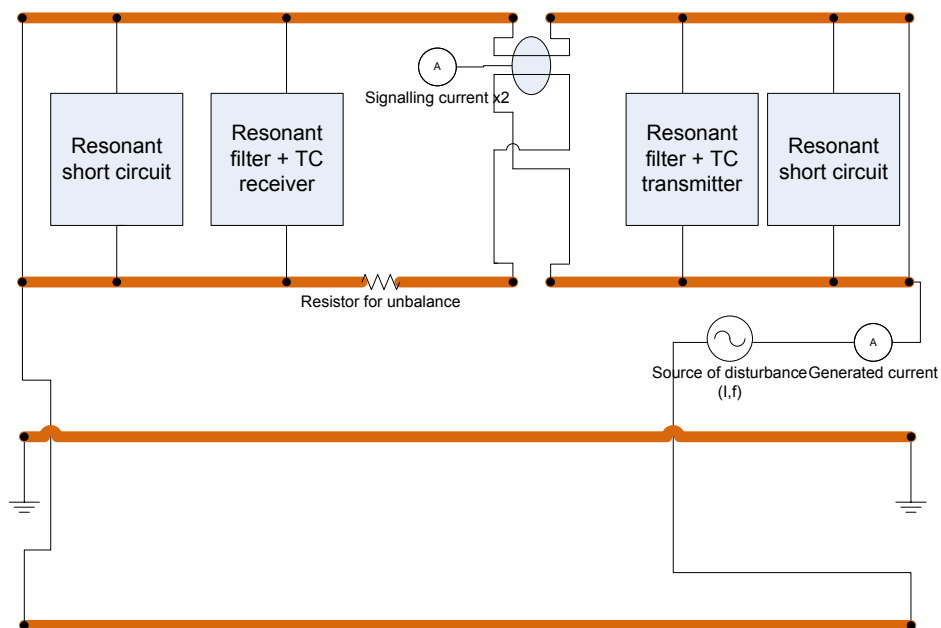 A
Signalling current x2
Resonant
short circuit
Resonant
filter + TC
receiver
Resonant
filter + TC
transmitter
Resonant
short circuit
Resistor for unbalance
A
Source of disturbance
(I,f)
Generated current